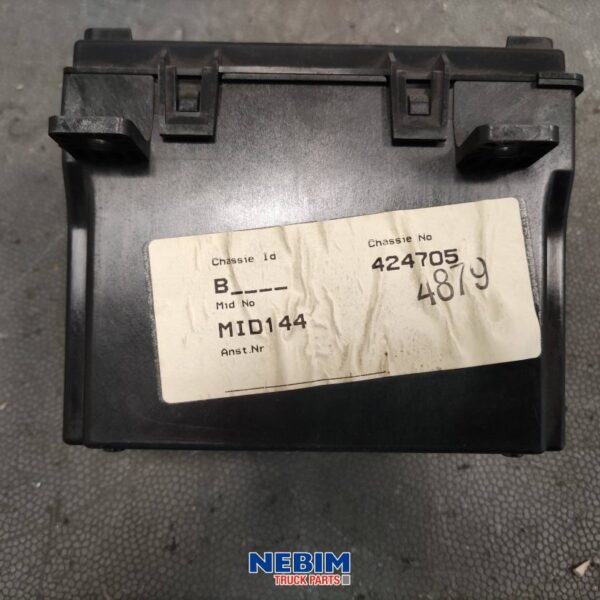 Chassie Id
Chassie No
B____
424705
4879
Mid No
MID144
Anst.Nr
NEBIM
TRUCK PARTS